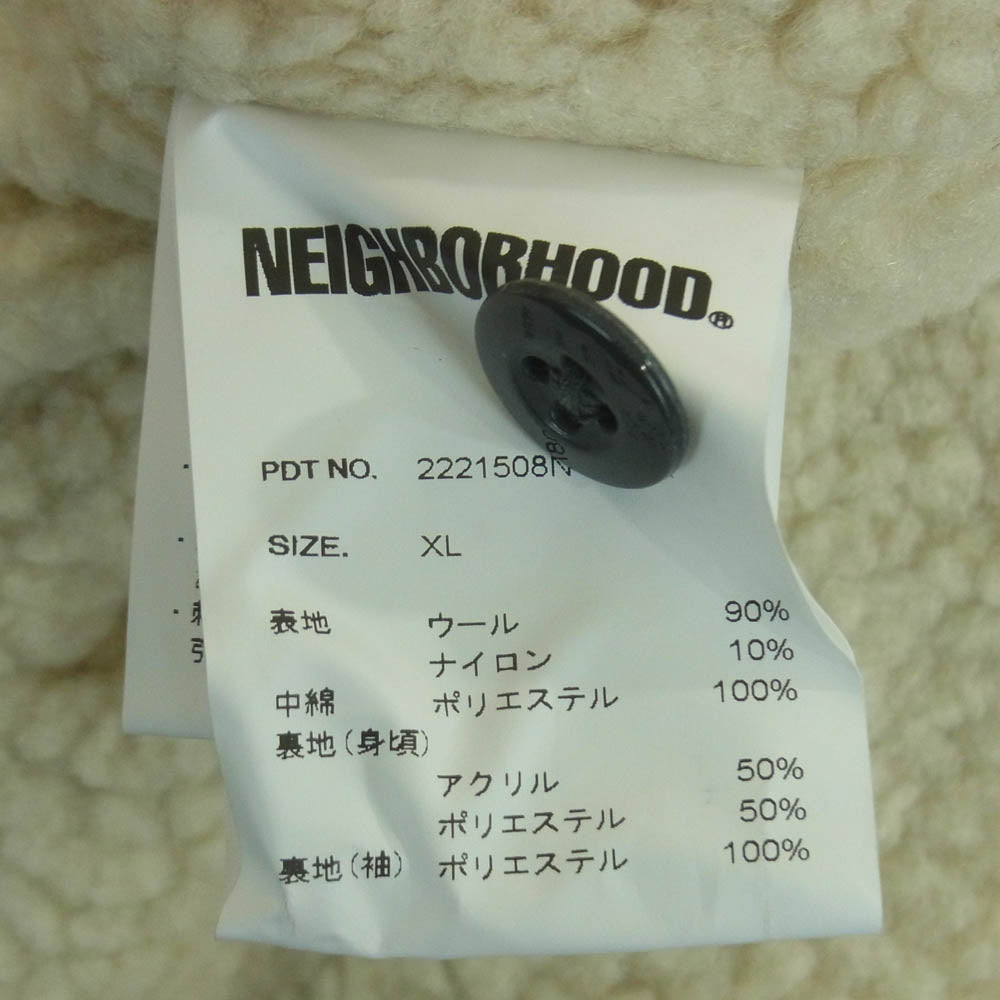 NEIGHBORHOOD®
PDT NO. 2221508N
SIZE. XL
表地 ウール 90%
ナイロン 10%
中綿 ポリエステル 100%
裏地(身頃)
アクリル 50%
ポリエステル 50%
裏地(袖) ポリエステル 100%